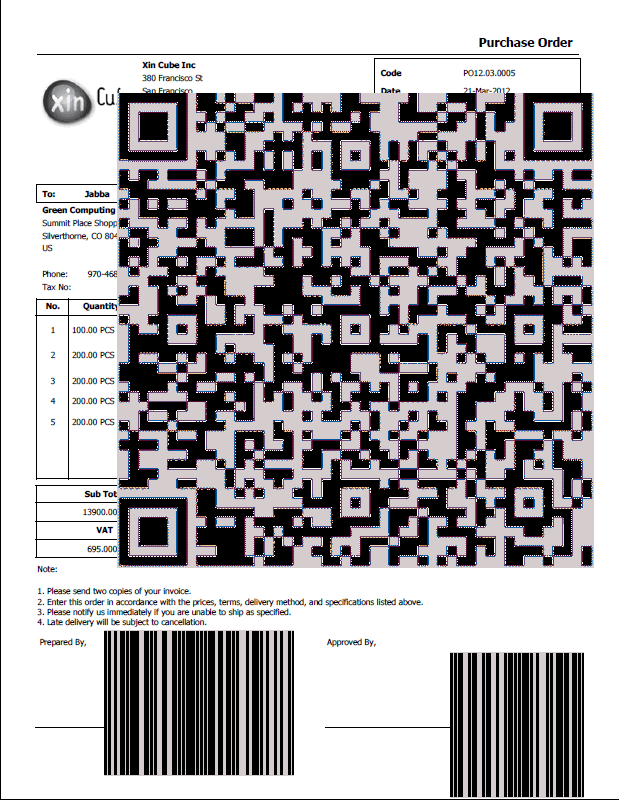 Purchase Order
Xin Cube Inc
380 Francisco St
San Francisco
xin Cu
Code PO12.03.0005
Date 21-Mar-2012
To: Jabba
Green Computing
Summit Place Shopp
Silverthorne, CO 804
US
Phone: 970-468
Tax No:
No. Quantity
1 100.00 PCS
2 200.00 PCS
3 200.00 PCS
4 200.00 PCS
5 200.00 PCS
Sub Tot
13900.00
VAT
695.000
Note:
1. Please send two copies of your invoice.
2. Enter this order in accordance with the prices, terms, delivery method, and specifications listed above.
3. Please notify us immediately if you are unable to ship as specified.
4. Late delivery will be subject to cancellation.
Prepared By,
Approved By,